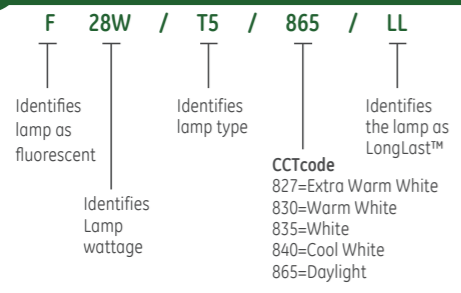 F 28W / T5 / 865 / LL
Identifies
lamp as
fluorescent
Identifies
Lamp
wattage
Identifies
lamp type
CCTcode
827=Extra Warm White
830=Warm White
835=White
840=Cool White
865=Daylight
Identifies
the lamp as
LongLast™